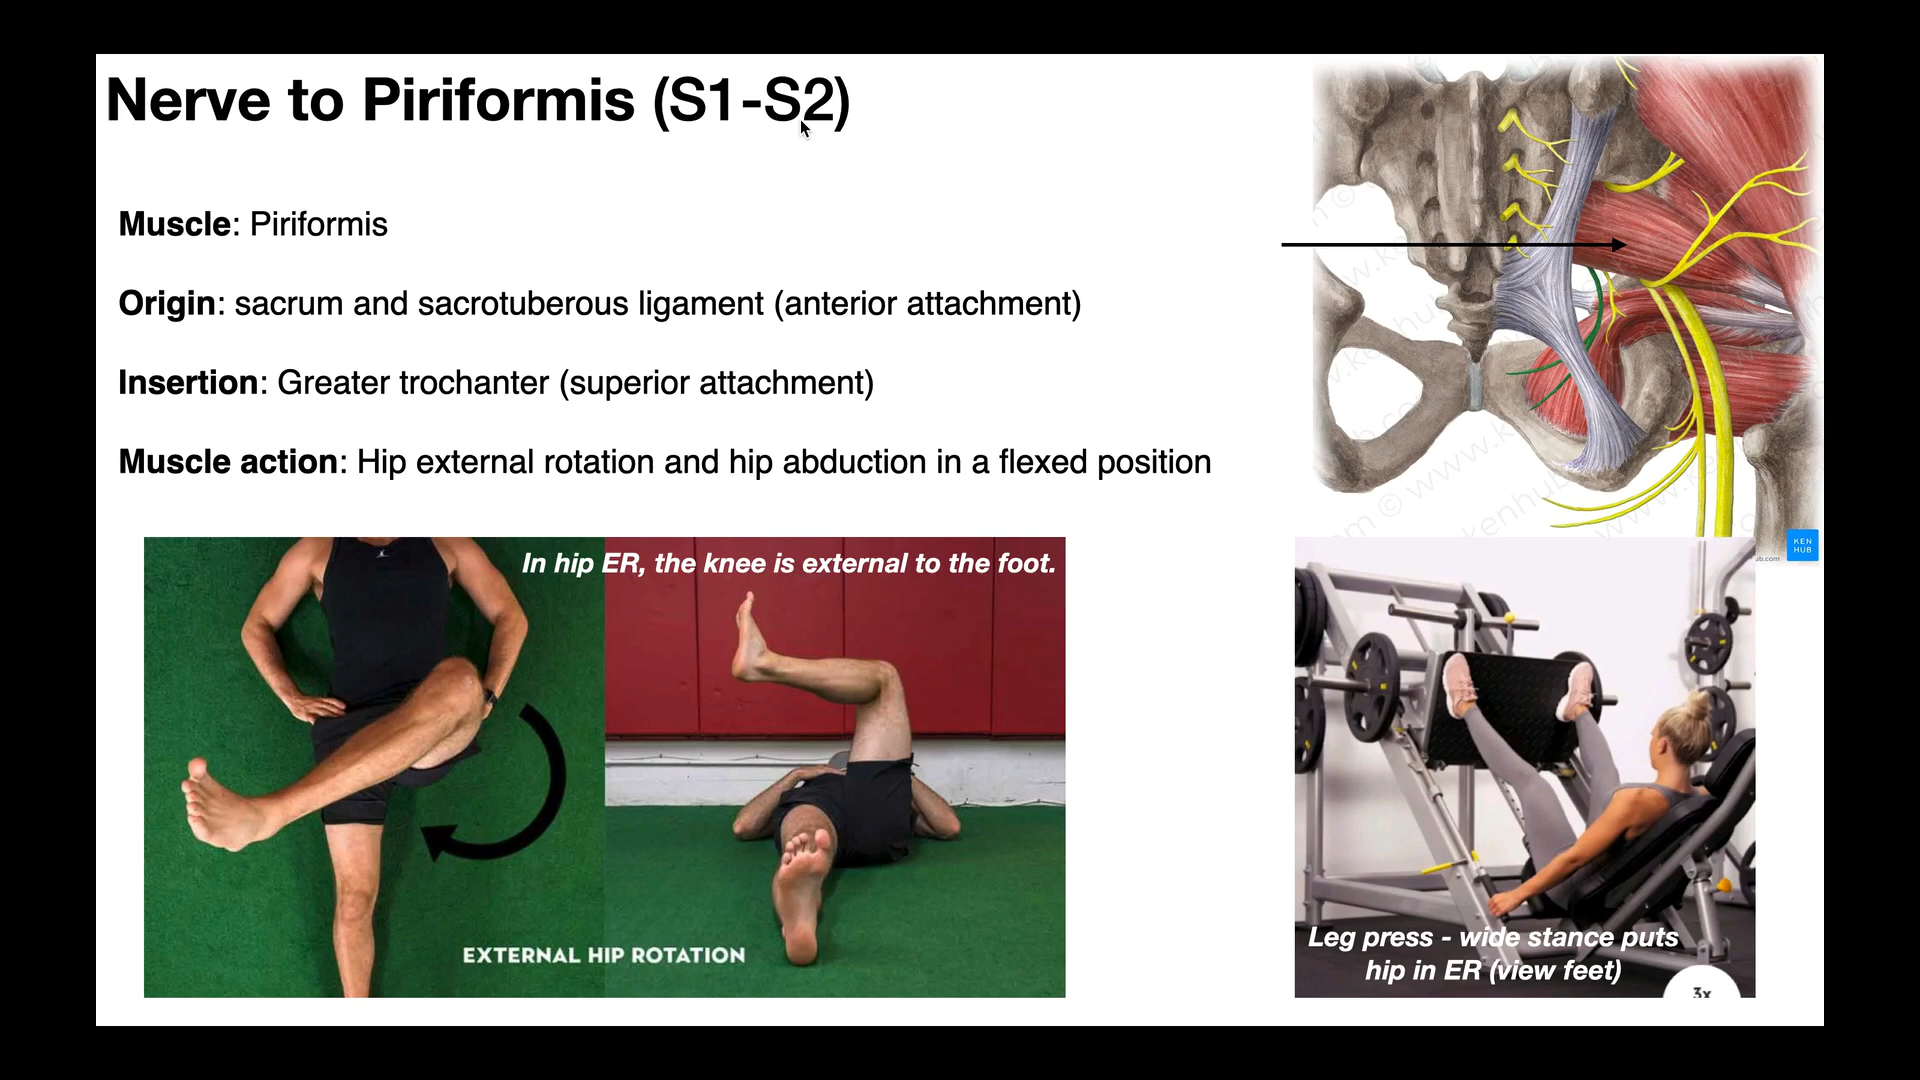 Nerve to Piriformis (S1-S2)
Muscle: Piriformis
Origin: sacrum and sacrotuberous ligament (anterior attachment)
Insertion: Greater trochanter (superior attachment)
Muscle action: Hip external rotation and hip abduction in a flexed position
KEN
HUB
In hip ER, the knee is external to the foot.
EXTERNAL HIP ROTATION
Leg press - wide stance puts
hip in ER (view feet)
3x